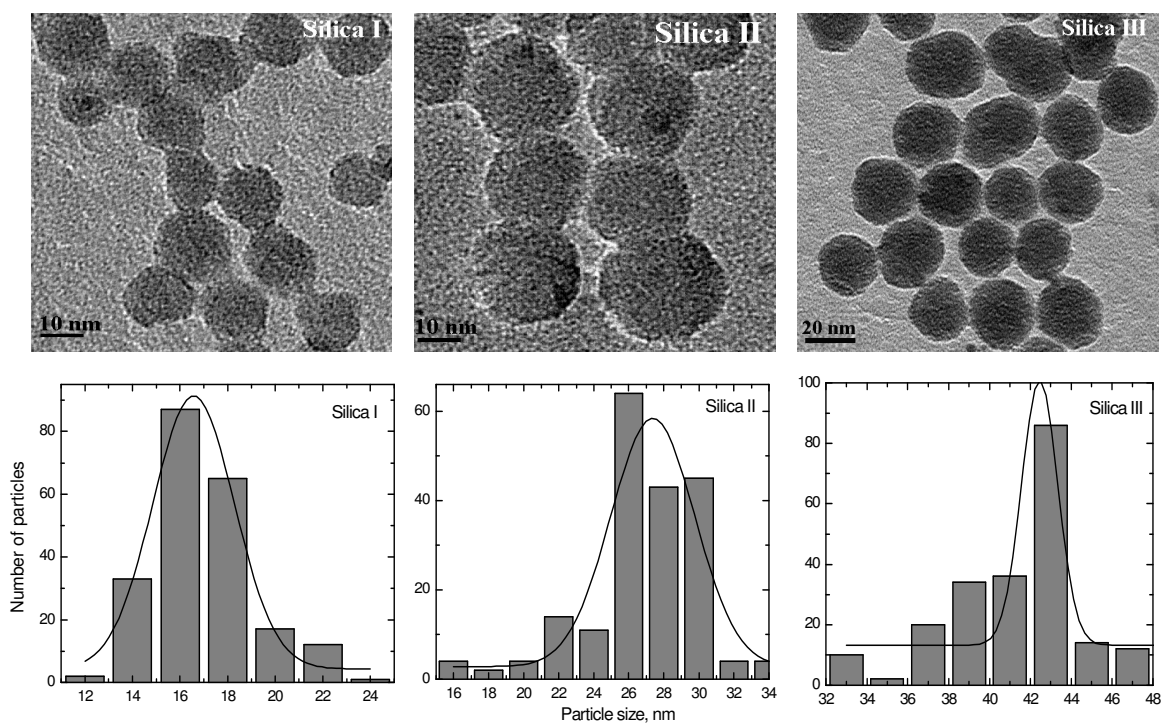 Silica I
10 nm
Silica II
10 nm
Silica III
20 nm
Silica I
80
60
40
20
0
12 14 16 18 20 22 24
Number of particles
Silica II
60
40
20
0
16 18 20 22 24 26 28 30 32 34
Particle size, nm
Silica III
100
80
60
40
20
0
32 34 36 38 40 42 44 46 48